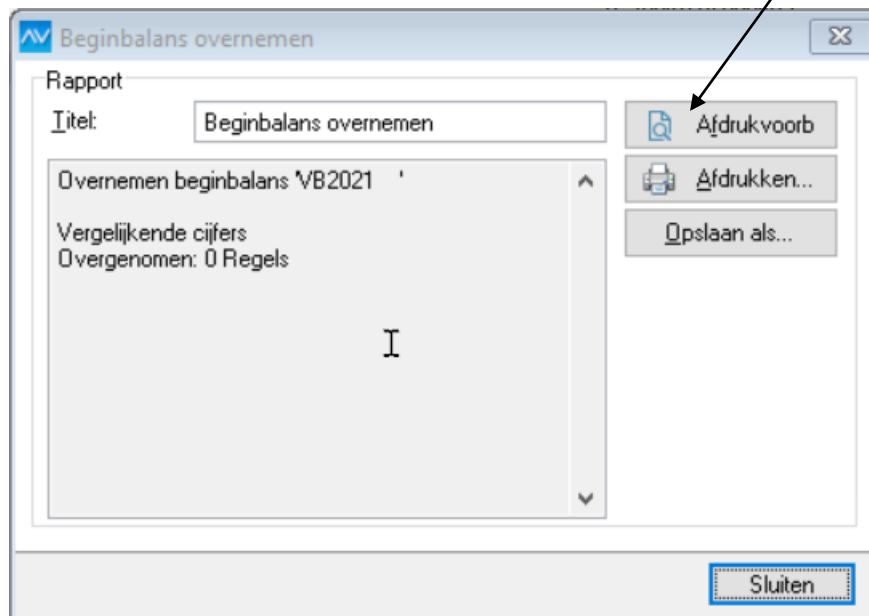 Beginbalans overnemen
Rapport
Titel:
Beginbalans overnemen
Afdrukvoorb
Overnemen beginbalans 'VB2021    '
Afdrukken...
Vergelijkende cijfers
Opslaan als...
Overgenomen: 0 Regels
Sluiten